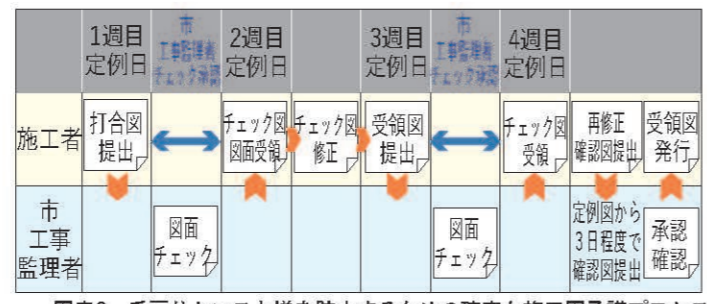 1週目
定例日
市
工事監理者
チェック承認
2週目
定例日
3週目
定例日
市
工事監理者
チェック承認
4週目
定例日
施工者
打合図
提出
チェック図
図面受領
チェック図
修正
受領図
提出
チェック図
受領
再修正
確認図提出
受領図
発行
市
工事
監理者
図面
チェック
図面
チェック
定例図から
3日程度で
確認図提出
承認
確認